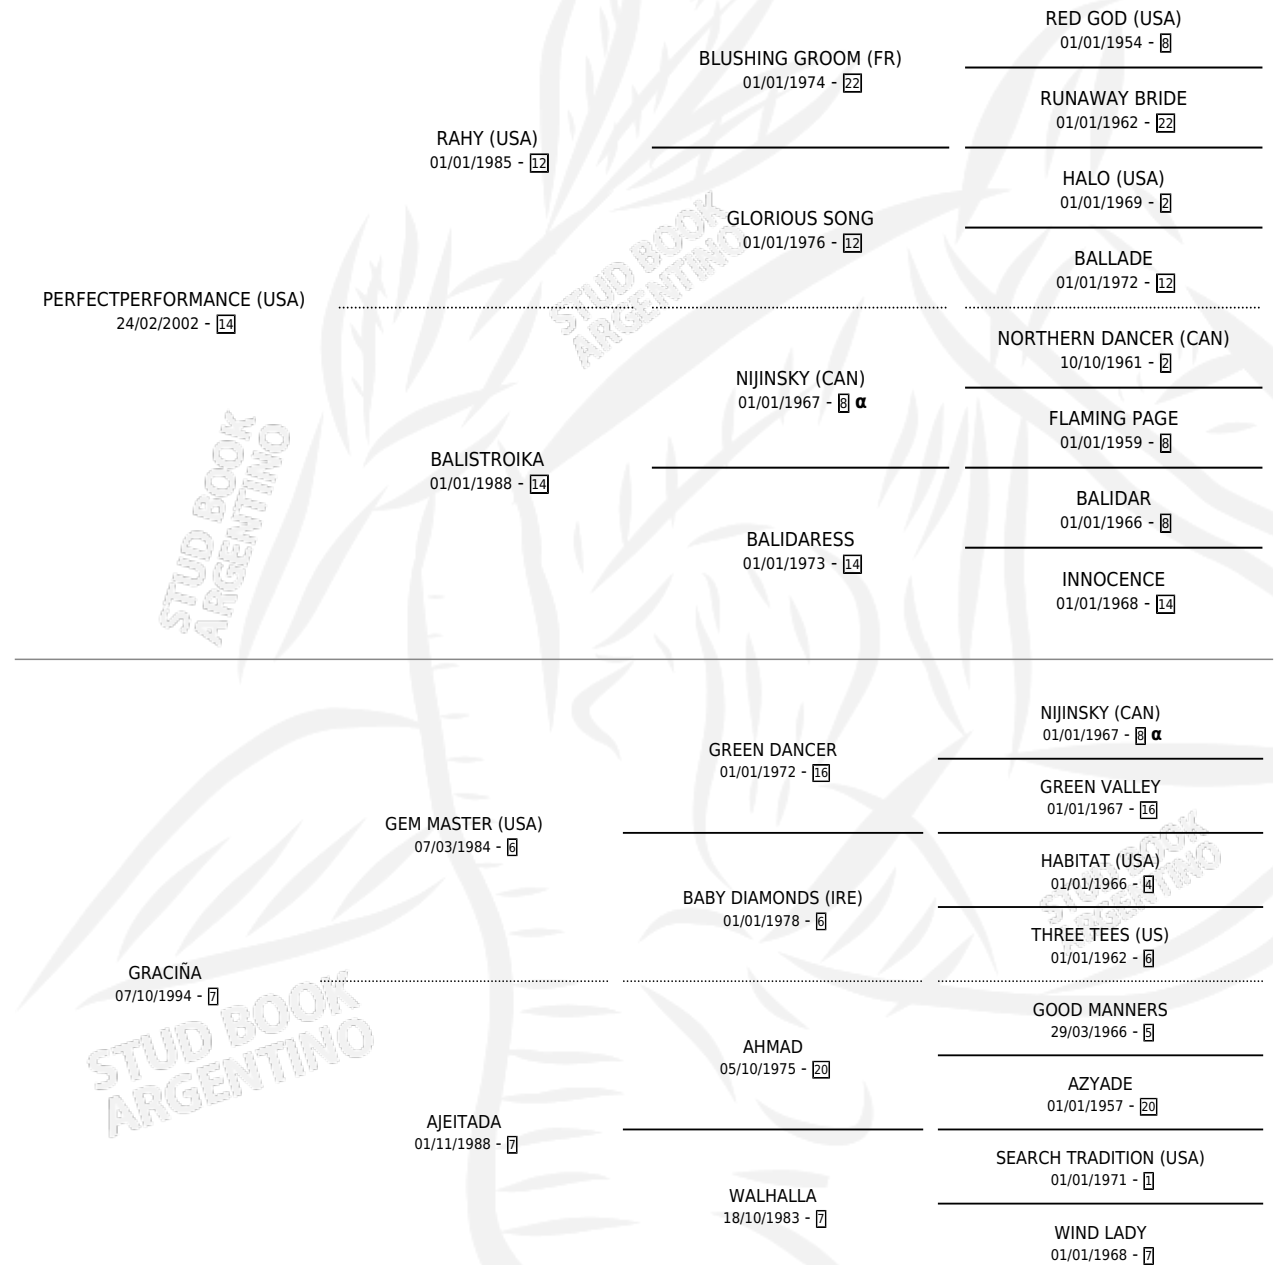 RED GOD (USA)
01/01/1954 - 8
BLUSHING GROOM (FR)
01/01/1974 - 22
RUNAWAY BRIDE
01/01/1962 - 22
RAHY (USA)
01/01/1985 - 12
HALO (USA)
01/01/1969 - 2
GLORIOUS SONG
01/01/1976 - 12
BALLADE
01/01/1972 - 12
STUD BOOK
ARGENTINO
PERFECTPERFORMANCE (USA)
24/02/2002 - 14
NORTHERN DANCER (CAN)
10/10/1961 - 2
NIJINSKY (CAN)
01/01/1967 - 8 α
FLAMING PAGE
01/01/1959 - 8
BALISTROIKA
01/01/1988 - 14
BALIDAR
01/01/1966 - 8
BALIDARESS
01/01/1973 - 14
INNOCENCE
01/01/1968 - 14
STUD BOOK
ARGENTINO
NIJINSKY (CAN)
01/01/1967 - 8 α
GREEN DANCER
01/01/1972 - 16
GREEN VALLEY
01/01/1967 - 16
GEM MASTER (USA)
07/03/1984 - 6
HABITAT (USA)
01/01/1966 - 4
BABY DIAMONDS (IRE)
01/01/1978 - 6
THREE TEES (US)
01/01/1962 - 6
STUD BOOK
ARGENTINO
GRACIÑA
07/10/1994 - 7
GOOD MANNERS
29/03/1966 - 5
AHMAD
05/10/1975 - 20
AZYADE
01/01/1957 - 20
STUD BOOK
ARGENTINO
AJEITADA
01/11/1988 - 7
SEARCH TRADITION (USA)
01/01/1971 - 1
WALHALLA
18/10/1983 - 7
WIND LADY
01/01/1968 - 7